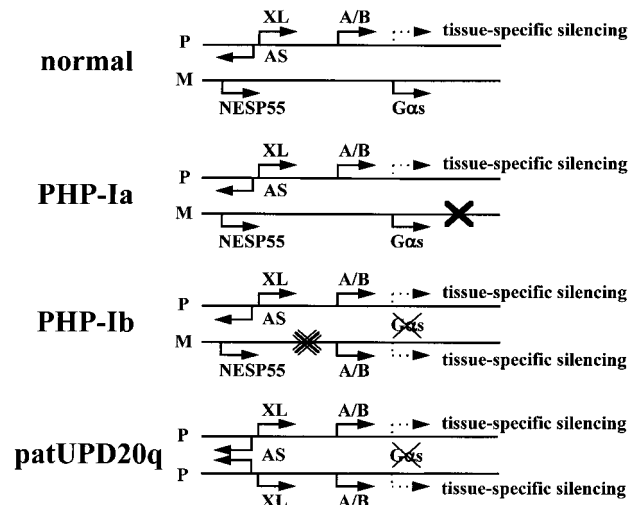 XL A/B
P tissue-specific silencing
AS
normal
M
NESP55 Gαs
XL A/B
P tissue-specific silencing
AS
PHP-Ia
M
NESP55 Gαs
XL A/B
P tissue-specific silencing
AS Gαs
PHP-Ib
M
NESP55 A/B tissue-specific silencing
XL A/B
P tissue-specific silencing
AS Gαs
patUPD20q
P
XL A/B tissue-specific silencing